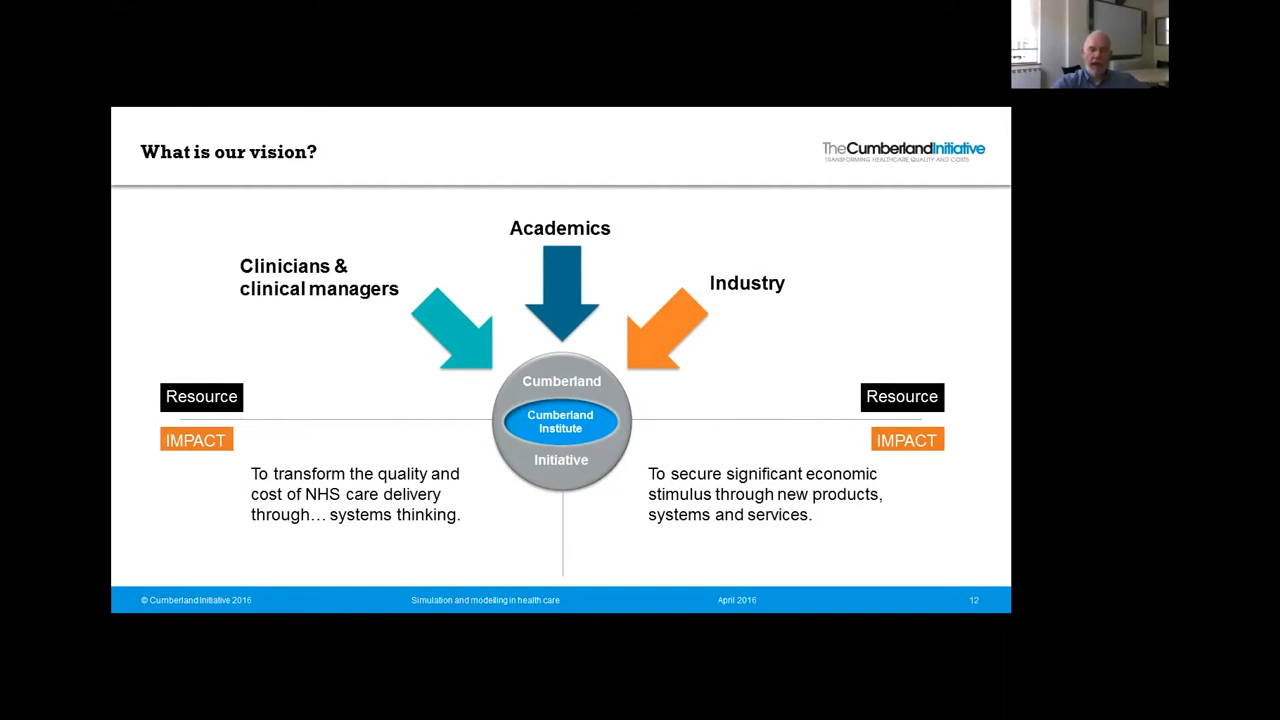 What is our vision?
TheCumberlandInitiative
TRANSFORMING HEALTHCARE QUALITY AND COSTS
Academics
Clinicians &
clinical managers
Industry
Cumberland
Cumberland
Institute
Initiative
Resource
Resource
IMPACT
IMPACT
To transform the quality and
cost of NHS care delivery
through… systems thinking.
To secure significant economic
stimulus through new products,
systems and services.
© Cumberland Initiative 2016
Simulation and modelling in health care
April 2016
12